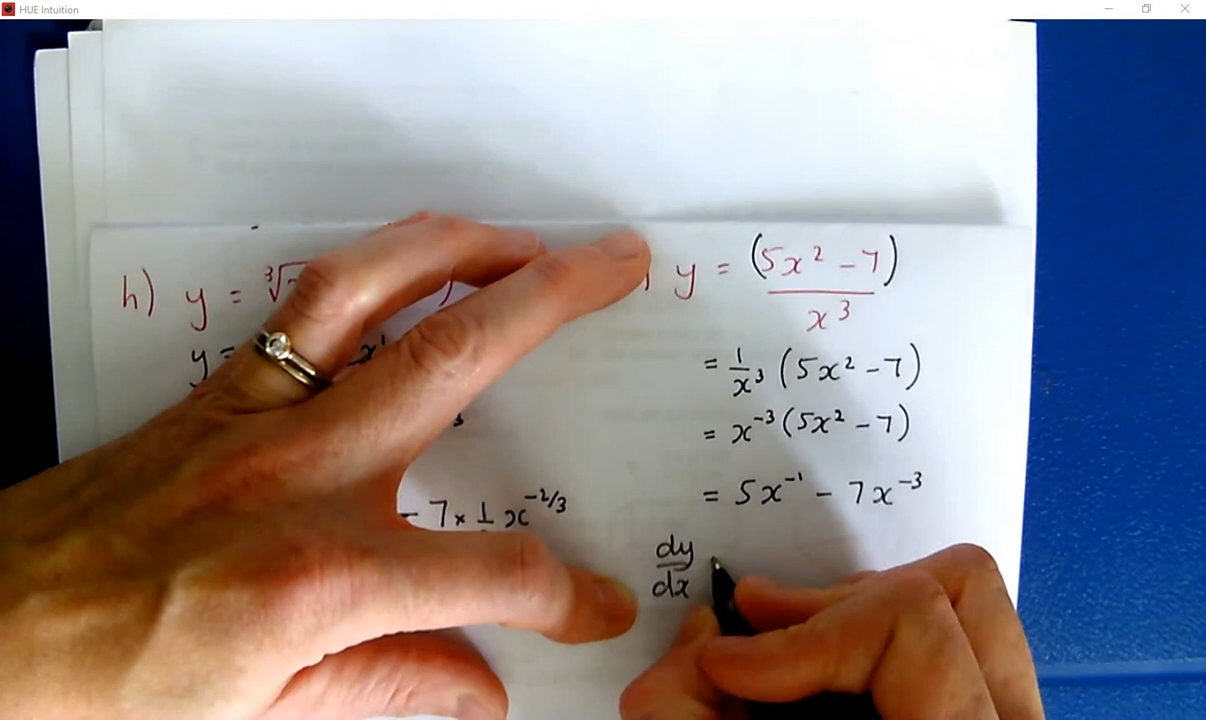 HUE Intuition
h) y = ∛
y =
- 7 × 1 x^(-2/3)
y = (5x² - 7)
x³
= 1/x³ (5x² - 7)
= x⁻³ (5x² - 7)
= 5x⁻¹ - 7x⁻³
dy
dx